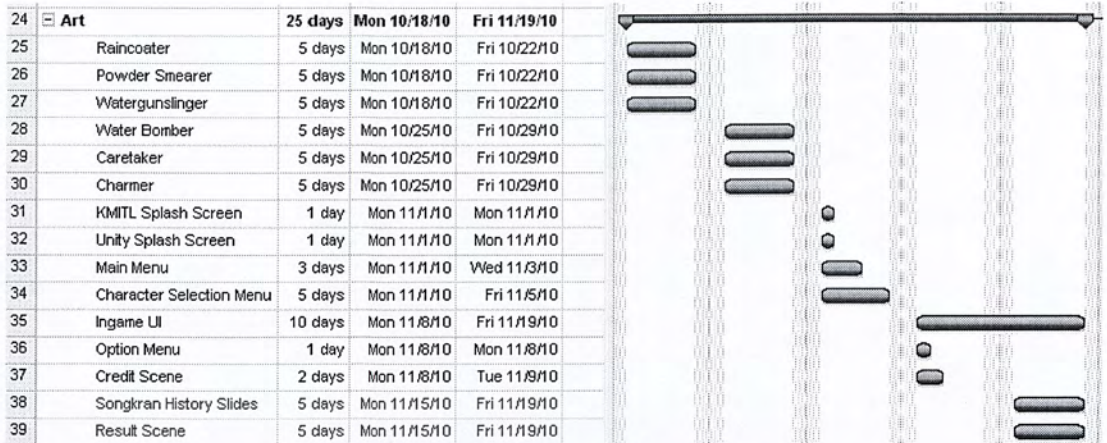 24 Art 25 days Mon 10/18/10 Fri 11/19/10
25 Raincoater 5 days Mon 10/18/10 Fri 10/22/10
26 Powder Smearer 5 days Mon 10/18/10 Fri 10/22/10
27 Watergunslinger 5 days Mon 10/18/10 Fri 10/22/10
28 Water Bomber 5 days Mon 10/25/10 Fri 10/29/10
29 Caretaker 5 days Mon 10/25/10 Fri 10/29/10
30 Charmer 5 days Mon 10/25/10 Fri 10/29/10
31 KMITL Splash Screen 1 day Mon 11/1/10 Mon 11/1/10
32 Unity Splash Screen 1 day Mon 11/1/10 Mon 11/1/10
33 Main Menu 3 days Mon 11/1/10 Wed 11/3/10
34 Character Selection Menu 5 days Mon 11/1/10 Fri 11/5/10
35 Ingame UI 10 days Mon 11/8/10 Fri 11/19/10
36 Option Menu 1 day Mon 11/8/10 Mon 11/8/10
37 Credit Scene 2 days Mon 11/8/10 Tue 11/9/10
38 Songkran History Slides 5 days Mon 11/15/10 Fri 11/19/10
39 Result Scene 5 days Mon 11/15/10 Fri 11/19/10